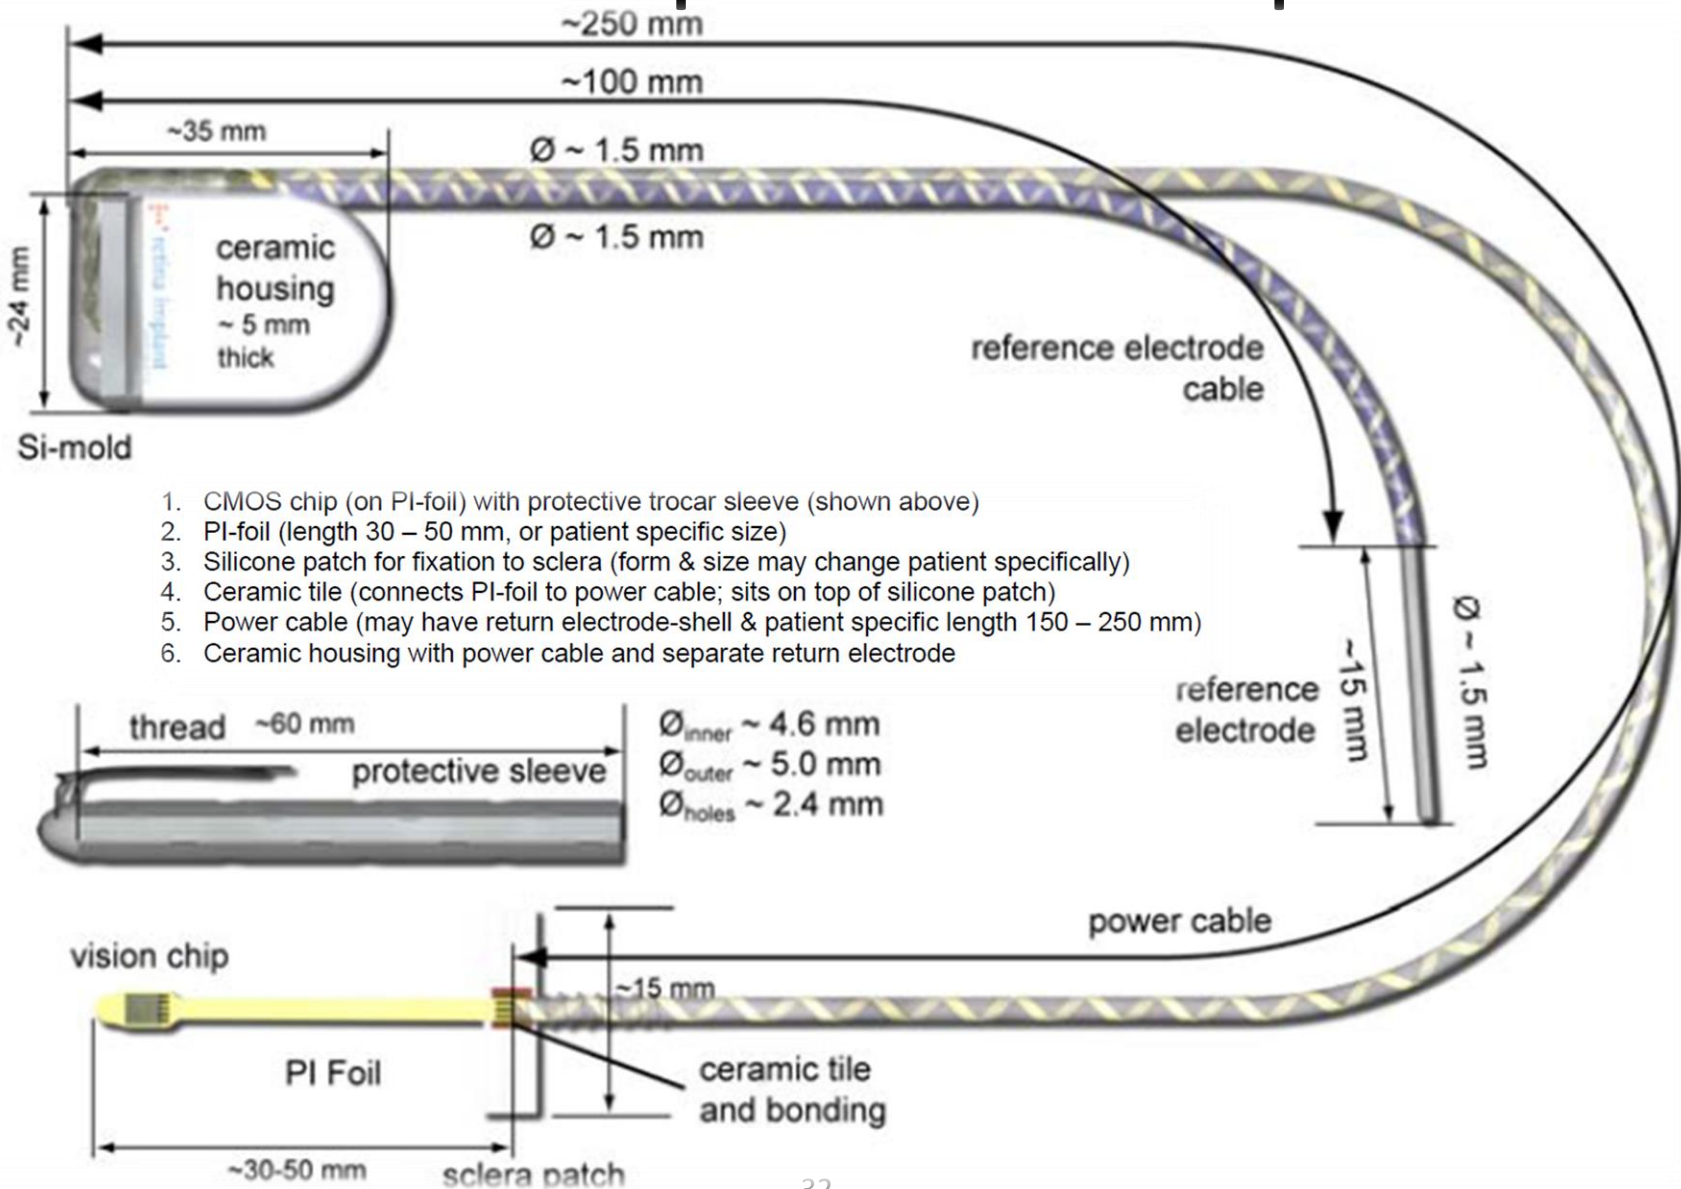 ~250 mm
~100 mm
~35 mm
Ø ~ 1.5 mm
Ø ~ 1.5 mm
~24 mm
retina implant
ceramic
housing
~ 5 mm
thick
Si-mold
reference electrode
cable
1. CMOS chip (on PI-foil) with protective trocar sleeve (shown above)
2. PI-foil (length 30 – 50 mm, or patient specific size)
3. Silicone patch for fixation to sclera (form & size may change patient specifically)
4. Ceramic tile (connects PI-foil to power cable; sits on top of silicone patch)
5. Power cable (may have return electrode-shell & patient specific length 150 – 250 mm)
6. Ceramic housing with power cable and separate return electrode
reference
electrode
~15 mm
Ø ~ 1.5 mm
thread ~60 mm
protective sleeve
Øinner ~ 4.6 mm
Øouter ~ 5.0 mm
Øholes ~ 2.4 mm
power cable
vision chip
~15 mm
PI Foil
ceramic tile
and bonding
~30-50 mm
sclera patch